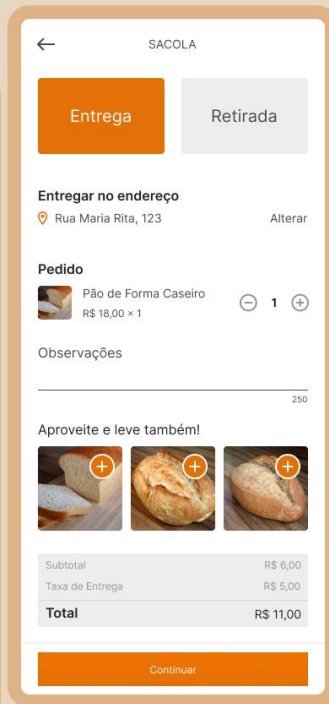 SACOLA
Entrega Retirada
Entregar no endereço
Rua Maria Rita, 123 Alterar
Pedido
Pão de Forma Caseiro
R$ 18,00 × 1 1
Observações
250
Aproveite e leve também!
Subtotal R$ 6,00
Taxa de Entrega R$ 5,00
Total R$ 11,00
Continuar